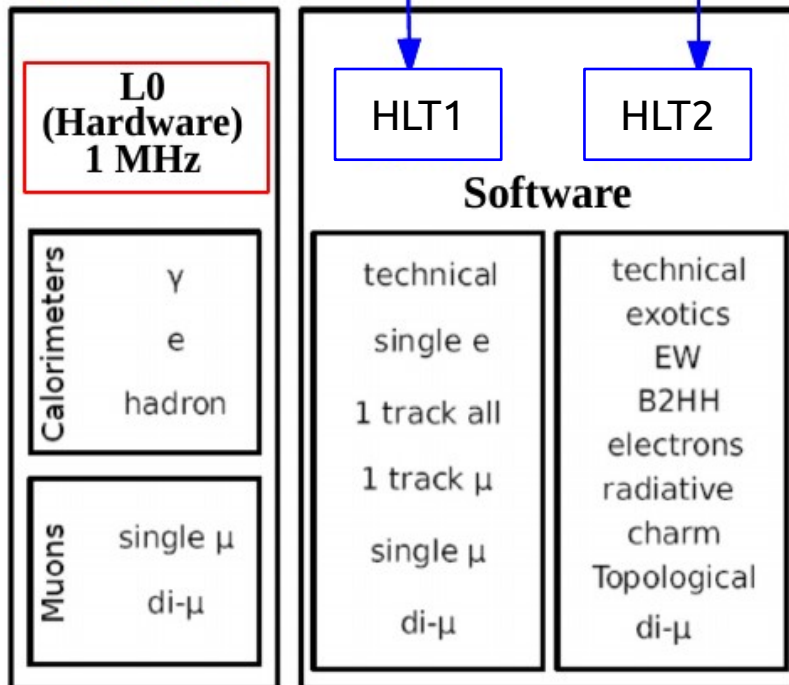 L0
(Hardware)
1 MHz
Calorimeters
γ
e
hadron
Muons
single μ
di-μ
HLT1
HLT2
Software
technical
single e
1 track all
1 track μ
single μ
di-μ
technical
exotics
EW
B2HH
electrons
radiative
charm
Topological
di-μ